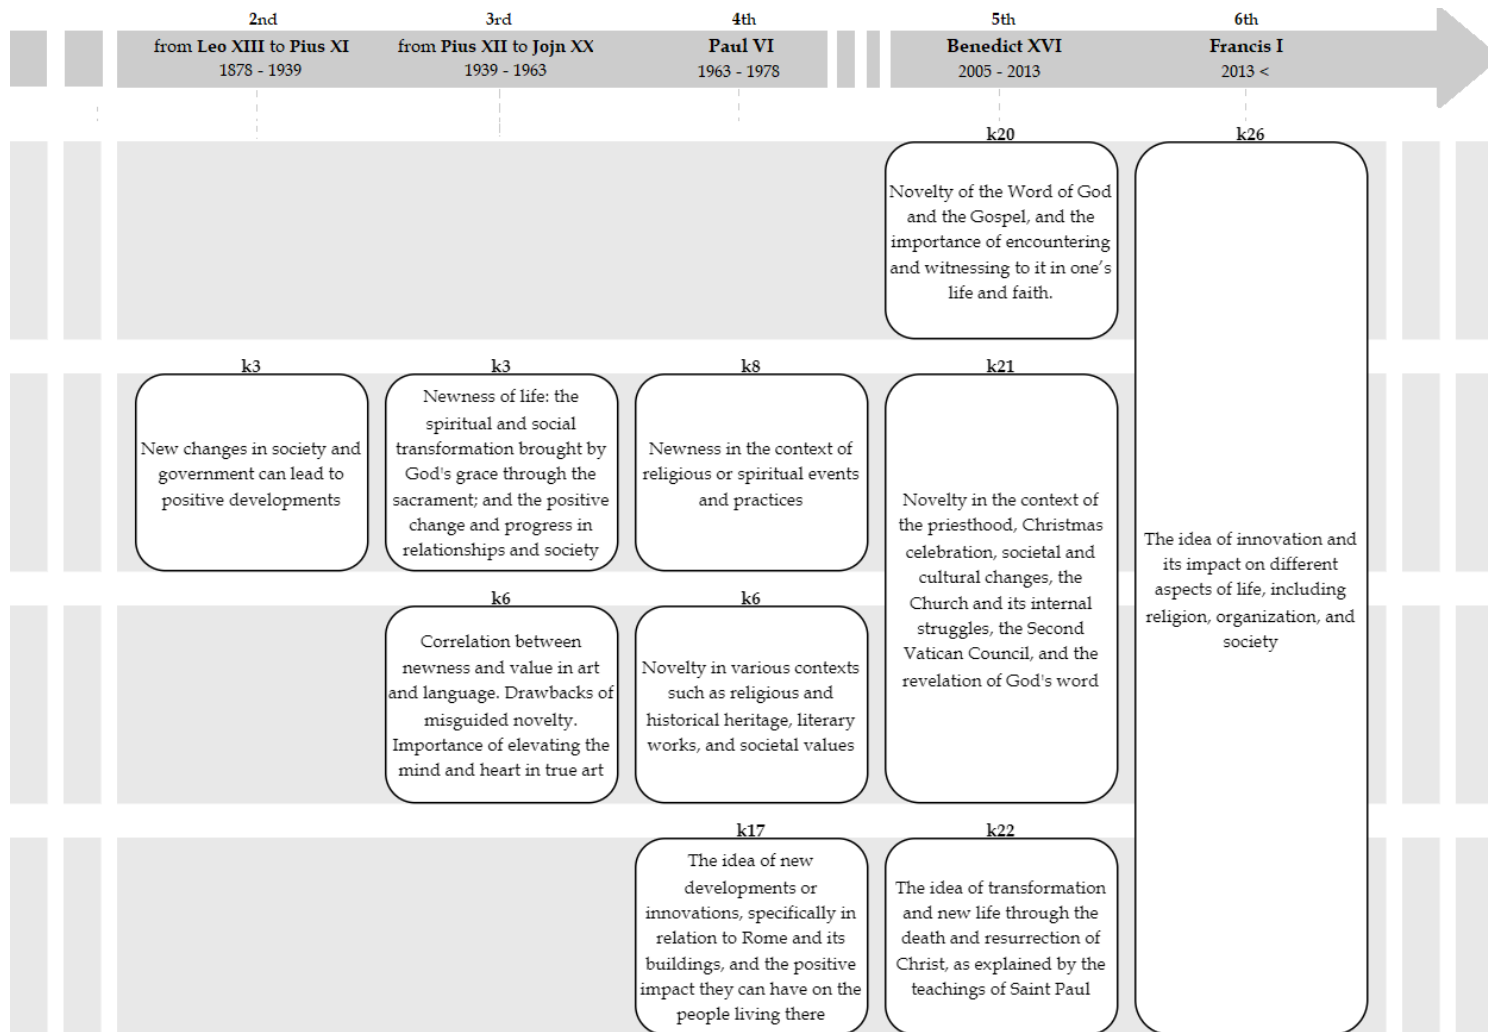 2nd
from Leo XIII to Pius XI
1878 - 1939
3rd
from Pius XII to Jojn XX
1939 - 1963
4th
Paul VI
1963 - 1978
5th
Benedict XVI
2005 - 2013
6th
Francis I
2013 <
k20
Novelty of the Word of God
and the Gospel, and the
importance of encountering
and witnessing to it in one’s
life and faith.
k26
The idea of innovation and
its impact on different
aspects of life, including
religion, organization, and
society
k3
New changes in society and
government can lead to
positive developments
k3
Newness of life: the
spiritual and social
transformation brought by
God's grace through the
sacrament; and the positive
change and progress in
relationships and society
k8
Newness in the context of
religious or spiritual events
and practices
k21
Novelty in the context of
the priesthood, Christmas
celebration, societal and
cultural changes, the
Church and its internal
struggles, the Second
Vatican Council, and the
revelation of God's word
k6
Correlation between
newness and value in art
and language. Drawbacks of
misguided novelty.
Importance of elevating the
mind and heart in true art
k6
Novelty in various contexts
such as religious and
historical heritage, literary
works, and societal values
k17
The idea of new
developments or
innovations, specifically in
relation to Rome and its
buildings, and the positive
impact they can have on the
people living there
k22
The idea of transformation
and new life through the
death and resurrection of
Christ, as explained by the
teachings of Saint Paul